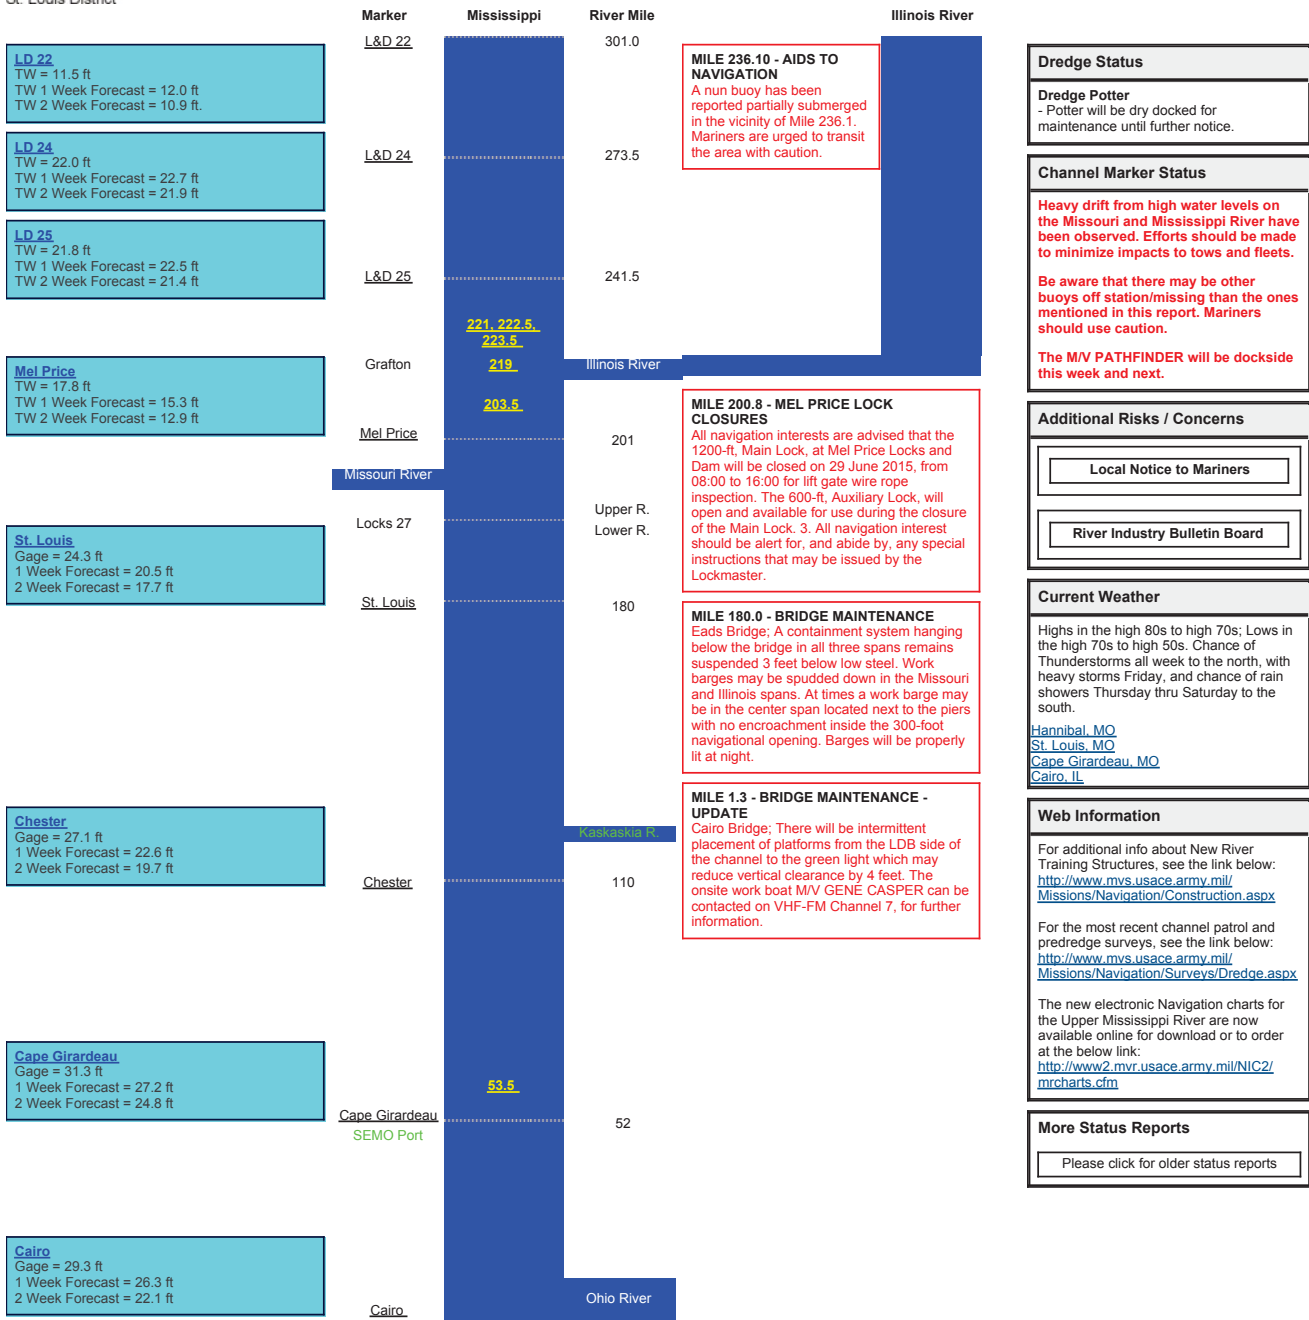 St. Louis District
Marker
Mississippi
River Mile
Illinois River
LD 22
TW = 11.5 ft
TW 1 Week Forecast = 12.0 ft
TW 2 Week Forecast = 10.9 ft.
LD 24
TW = 22.0 ft
TW 1 Week Forecast = 22.7 ft
TW 2 Week Forecast = 21.9 ft
LD 25
TW = 21.8 ft
TW 1 Week Forecast = 22.5 ft
TW 2 Week Forecast = 21.4 ft
Mel Price
TW = 17.8 ft
TW 1 Week Forecast = 15.3 ft
TW 2 Week Forecast = 12.9 ft
St. Louis
Gage = 24.3 ft
1 Week Forecast = 20.5 ft
2 Week Forecast = 17.7 ft
Chester
Gage = 27.1 ft
1 Week Forecast = 22.6 ft
2 Week Forecast = 19.7 ft
Cape Girardeau
Gage = 31.3 ft
1 Week Forecast = 27.2 ft
2 Week Forecast = 24.8 ft
Cairo
Gage = 29.3 ft
1 Week Forecast = 26.3 ft
2 Week Forecast = 22.1 ft
L&D 22
L&D 24
L&D 25
Grafton
Mel Price
Missouri River
Locks 27
St. Louis
Chester
Cape Girardeau
SEMO Port
Cairo
221, 222.5,
223.5
219
203.5
53.5
301.0
273.5
241.5
Illinois River
201
Upper R.
Lower R.
180
Kaskaskia R.
110
52
Ohio River
MILE 236.10 - AIDS TO
NAVIGATION
A nun buoy has been
reported partially submerged
in the vicinity of Mile 236.1.
Mariners are urged to transit
the area with caution.
MILE 200.8 - MEL PRICE LOCK
CLOSURES
All navigation interests are advised that the
1200-ft, Main Lock, at Mel Price Locks and
Dam will be closed on 29 June 2015, from
08:00 to 16:00 for lift gate wire rope
inspection. The 600-ft, Auxiliary Lock, will
open and available for use during the closure
of the Main Lock. 3. All navigation interest
should be alert for, and abide by, any special
instructions that may be issued by the
Lockmaster.
MILE 180.0 - BRIDGE MAINTENANCE
Eads Bridge; A containment system hanging
below the bridge in all three spans remains
suspended 3 feet below low steel. Work
barges may be spudded down in the Missouri
and Illinois spans. At times a work barge may
be in the center span located next to the piers
with no encroachment inside the 300-foot
navigational opening. Barges will be properly
lit at night.
MILE 1.3 - BRIDGE MAINTENANCE -
UPDATE
Cairo Bridge; There will be intermittent
placement of platforms from the LDB side of
the channel to the green light which may
reduce vertical clearance by 4 feet. The
onsite work boat M/V GENE CASPER can be
contacted on VHF-FM Channel 7, for further
information.
Dredge Status
Dredge Potter
- Potter will be dry docked for
maintenance until further notice.
Channel Marker Status
Heavy drift from high water levels on
the Missouri and Mississippi River have
been observed. Efforts should be made
to minimize impacts to tows and fleets.
Be aware that there may be other
buoys off station/missing than the ones
mentioned in this report. Mariners
should use caution.
The M/V PATHFINDER will be dockside
this week and next.
Additional Risks / Concerns
Local Notice to Mariners
River Industry Bulletin Board
Current Weather
Highs in the high 80s to high 70s; Lows in
the high 70s to high 50s. Chance of
Thunderstorms all week to the north, with
heavy storms Friday, and chance of rain
showers Thursday thru Saturday to the
south.
Hannibal, MO
St. Louis, MO
Cape Girardeau, MO
Cairo, IL
Web Information
For additional info about New River
Training Structures, see the link below:
http://www.mvs.usace.army.mil/
Missions/Navigation/Construction.aspx
For the most recent channel patrol and
predredge surveys, see the link below:
http://www.mvs.usace.army.mil/
Missions/Navigation/Surveys/Dredge.aspx
The new electronic Navigation charts for
the Upper Mississippi River are now
available online for download or to order
at the below link:
http://www2.mvr.usace.army.mil/NIC2/
mrcharts.cfm
More Status Reports
Please click for older status reports